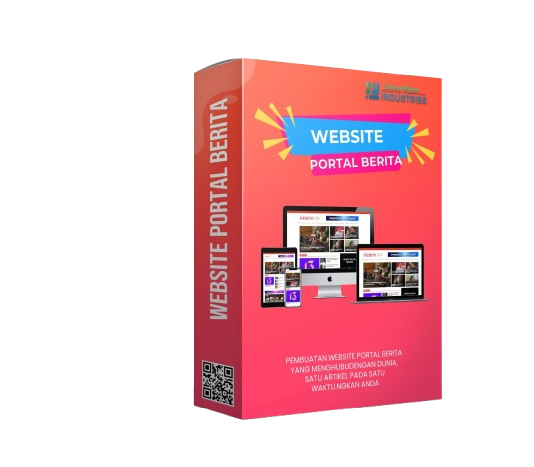 INDUSTRIES
WEBSITE
PORTAL BERITA
WEBSITE PORTAL BERITA
PEMBUATAN WEBSITE PORTAL BERITA
YANG MENGHUBUDENGAN DUNIA,
SATU ARTIKEL PADA SATU
WAKTU.NGKAN ANDA